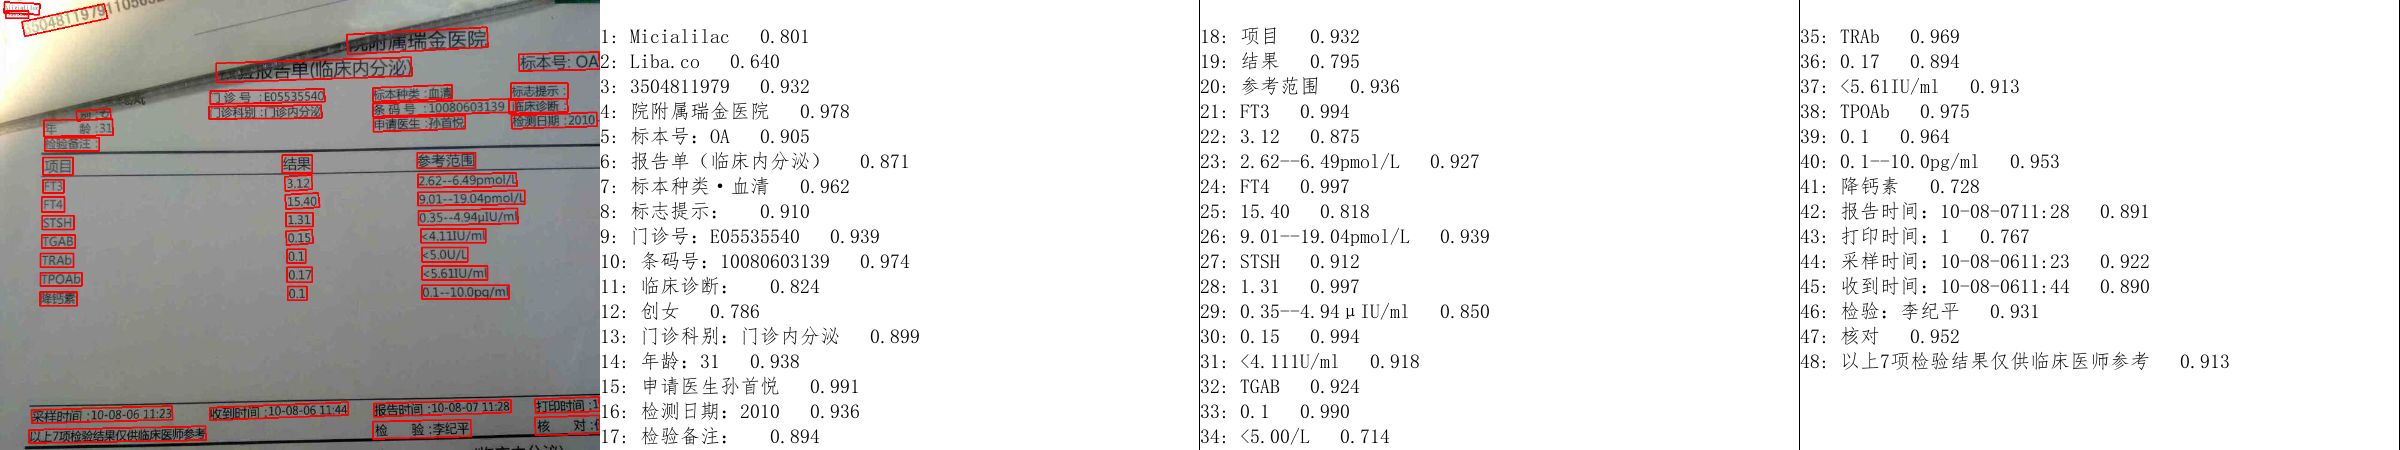 3504811979110563
院附属瑞金医院
标本号: OA
报告单(临床内分泌)
门诊号:E05535540
标本种类:血清
标志提示:
别:女
门诊科别:门诊内分泌
条码号:10080603139
临床诊断:
年 龄:31
申请医生:孙首悦
检测日期:2010-
检验备注:
项目 结果 参考范围
FT3 3.12 2.62--6.49pmol/L
FT4 15.40 9.01--19.04pmol/L
STSH 1.31 0.35--4.94μIU/ml
TGAB 0.15 <4.11IU/ml
TRAb 0.1 <5.0U/L
TPOAb 0.17 <5.61IU/ml
降钙素 0.1 0.1--10.0pg/ml
采样时间:10-08-06 11:23 收到时间:10-08-06 11:44 报告时间:10-08-07 11:28 打印时间:1
以上7项检验结果仅供临床医师参考 检 验:李纪平 核 对:
(临床内分泌)
1: Micialilac 0.801
2: Liba.co 0.640
3: 3504811979 0.932
4: 院附属瑞金医院 0.978
5: 标本号:OA 0.905
6: 报告单（临床内分泌） 0.871
7: 标本种类·血清 0.962
8: 标志提示: 0.910
9: 门诊号:E05535540 0.939
10: 条码号:10080603139 0.974
11: 临床诊断: 0.824
12: 创女 0.786
13: 门诊科别:门诊内分泌 0.899
14: 年龄:31 0.938
15: 申请医生孙首悦 0.991
16: 检测日期:2010 0.936
17: 检验备注: 0.894
18: 项目 0.932
19: 结果 0.795
20: 参考范围 0.936
21: FT3 0.994
22: 3.12 0.875
23: 2.62--6.49pmol/L 0.927
24: FT4 0.997
25: 15.40 0.818
26: 9.01--19.04pmol/L 0.939
27: STSH 0.912
28: 1.31 0.997
29: 0.35--4.94μIU/ml 0.850
30: 0.15 0.994
31: <4.111U/ml 0.918
32: TGAB 0.924
33: 0.1 0.990
34: <5.00/L 0.714
35: TRAb 0.969
36: 0.17 0.894
37: <5.61IU/ml 0.913
38: TPOAb 0.975
39: 0.1 0.964
40: 0.1--10.0pg/ml 0.953
41: 降钙素 0.728
42: 报告时间:10-08-0711:28 0.891
43: 打印时间:1 0.767
44: 采样时间:10-08-0611:23 0.922
45: 收到时间:10-08-0611:44 0.890
46: 检验:李纪平 0.931
47: 核对 0.952
48: 以上7项检验结果仅供临床医师参考 0.913